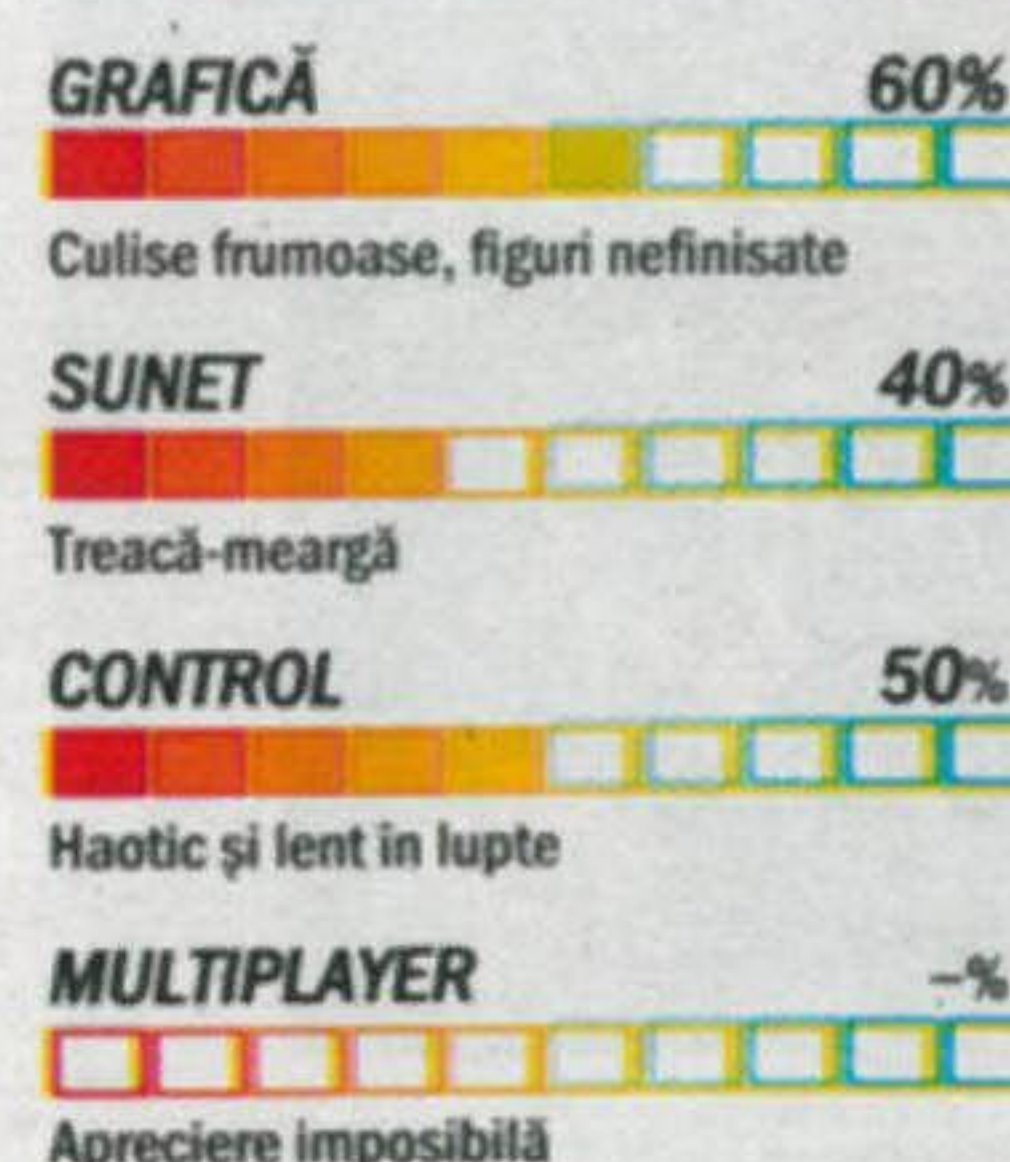 GRAFICĂ 60%
Culise frumoase, figuri nefinisate
SUNET 40%
Treacă-meargă
CONTROL 50%
Haotic şi lent în lupte
MULTIPLAYER –%
Apreciere imposibilă